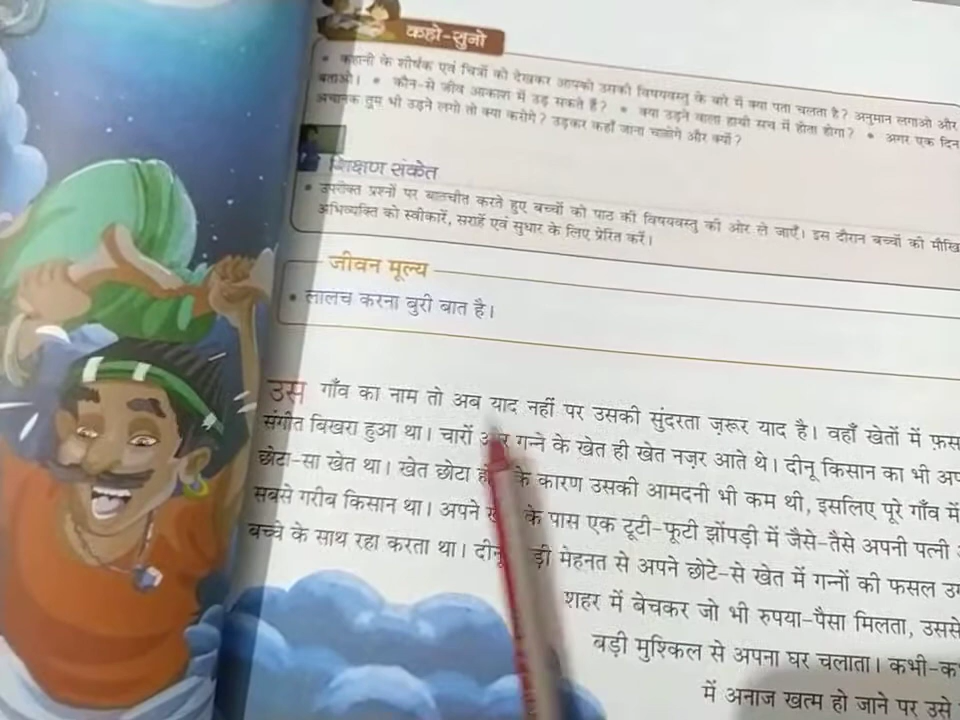 कहो-सुनो
• कहानी के शीर्षक एवं चित्रों को देखकर आपको उसकी विषयवस्तु के बारे में क्या पता चलता है? अनुमान लगाओ और
बताओ। • कौन-से जीव आकाश में उड़ सकते हैं? • क्या उड़ने वाला हाथी सच में होता होगा? • अगर एक दिन
अचानक तुम भी उड़ने लगो तो क्या करोगे? उड़कर कहाँ जाना चाहोगे और क्यों?
शिक्षण संकेत
• उपरोक्त प्रश्नों पर बातचीत करते हुए बच्चों को पाठ की विषयवस्तु की ओर ले जाएँ। इस दौरान बच्चों की
अभिव्यक्ति को स्वीकारें, सराहें एवं सुधार के लिए प्रेरित करें।
जीवन मूल्य
• लालच करना बुरी बात है।
उस गाँव का नाम तो अब याद नहीं पर उसकी सुंदरता ज़रूर याद है। वहाँ खेतों में
संगीत बिखरा हुआ था। चारों गन्ने के खेत ही खेत नज़र आते थे। दीनू किसान का भी
छोटा-सा खेत था। खेत छोटा के कारण उसकी आमदनी भी कम थी, इसलिए पूरे गाँव में
सबसे गरीब किसान था। अपने के पास एक टूटी-फूटी झोंपड़ी में जैसे-तैसे अपनी पत्नी
बच्चे के साथ रहा करता था। मेहनत से अपने छोटे-से खेत में गन्नों की फसल
शहर में बेचकर जो भी रुपया-पैसा मिलता, उससे
बड़ी मुश्किल से अपना घर चलाता।
में अनाज खत्म हो जाने पर उसे